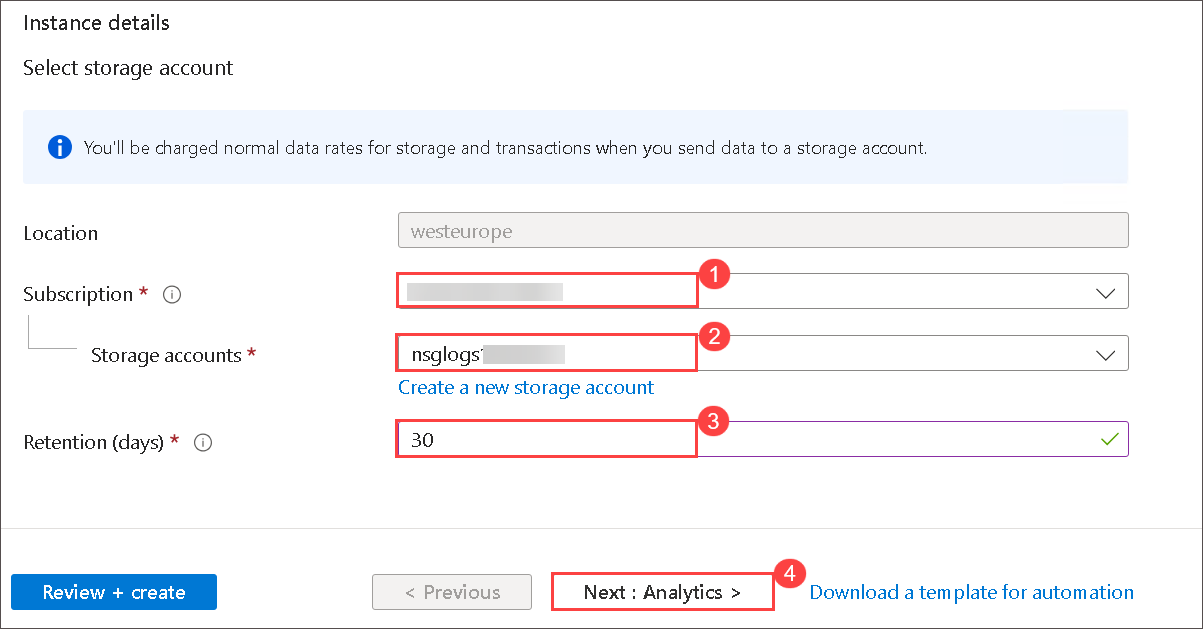 Instance details
Select storage account
You'll be charged normal data rates for storage and transactions when you send data to a storage account.
Location westeurope
Subscription * 1
Storage accounts * nsglogs 2
Create a new storage account
Retention (days) * 30 3
Review + create < Previous Next : Analytics > 4 Download a template for automation